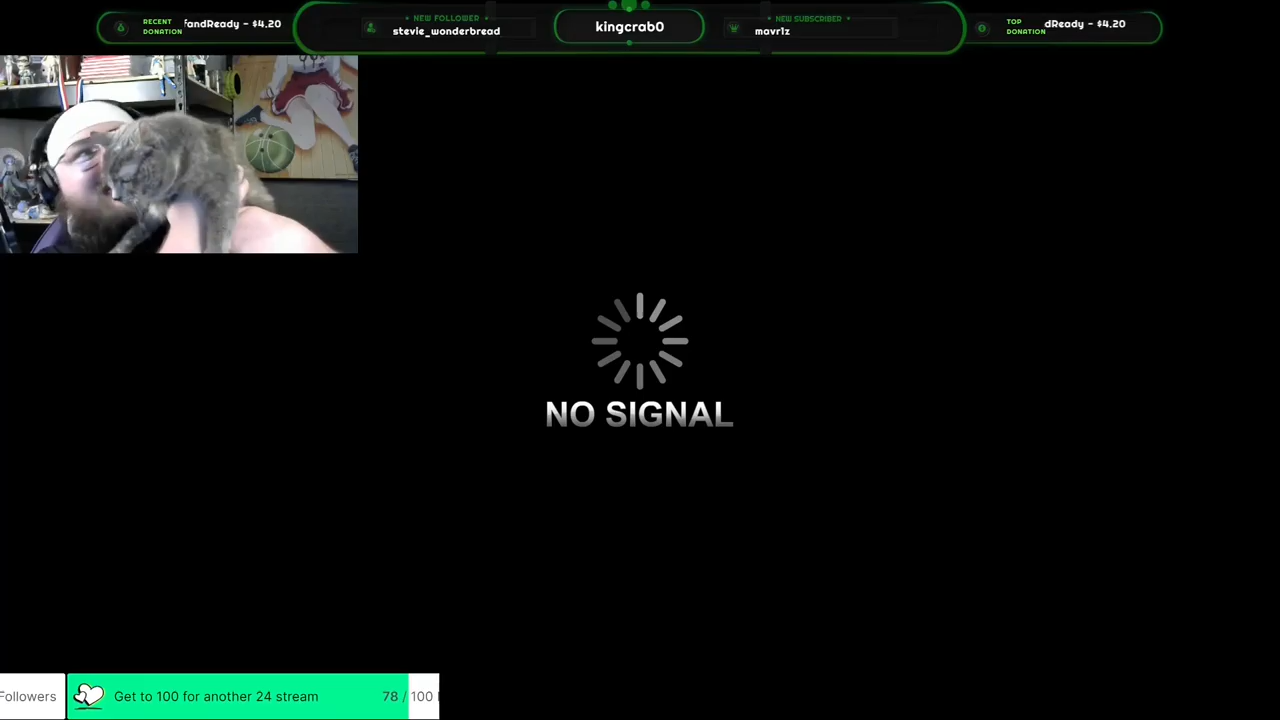 RECENT
DONATION
fandReady - $4.20
• NEW FOLLOWER •
stevie_wonderbread
kingcrab0
• NEW SUBSCRIBER •
mavr1z
TOP
DONATION
dReady - $4.20
NO SIGNAL
Followers
Get to 100 for another 24 stream
78 / 100